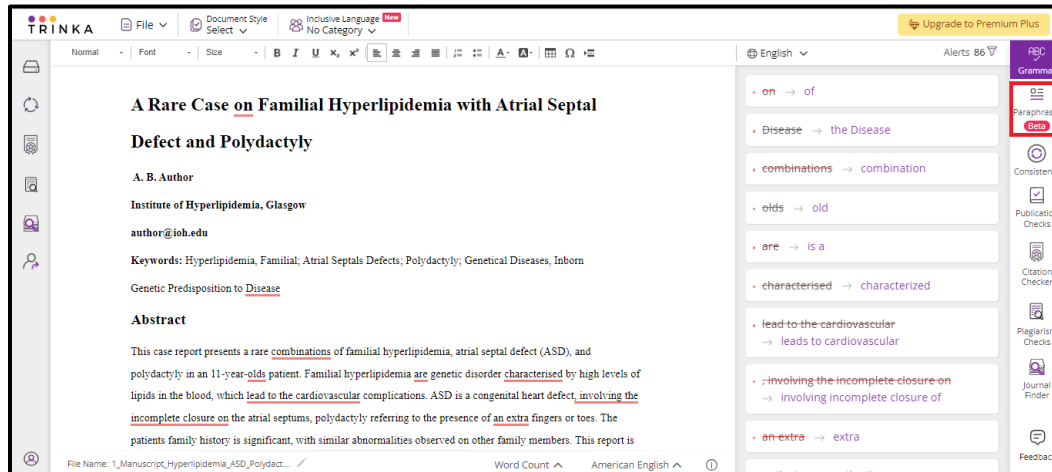 TRINKA
File
Document Style
Select
Inclusive Language New
No Category
Upgrade to Premium Plus
Normal - Font - Size - B I U X₂ X² A A Ω
English
Alerts 86
ABC
Gramma
Paraphras
Beta
Consisten
Publicatio
Checks
Citation
Checker
Plagiarism
Checks
Journal
Finder
Feedbac
A Rare Case on Familial Hyperlipidemia with Atrial Septal
Defect and Polydactyly
A. B. Author
Institute of Hyperlipidemia, Glasgow
author@ioh.edu
Keywords: Hyperlipidemia, Familial; Atrial Septals Defects; Polydactyly; Genetical Diseases, Inborn
Genetic Predisposition to Disease
Abstract
This case report presents a rare combinations of familial hyperlipidemia, atrial septal defect (ASD), and
polydactyly in an 11-year-olds patient. Familial hyperlipidemia are genetic disorder characterised by high levels of
lipids in the blood, which lead to the cardiovascular complications. ASD is a congenital heart defect, involving the
incomplete closure on the atrial septums, polydactyly referring to the presence of an extra fingers or toes. The
patients family history is significant, with similar abnormalities observed on other family members. This report is
on → of
Disease → the Disease
combinations → combination
olds → old
are → is a
characterised → characterized
lead to the cardiovascular
→ leads to cardiovascular
, involving the incomplete closure on
→ involving incomplete closure of
an extra → extra
File Name: 1_Manuscript_Hyperlipidemia_ASD_Polydact...
Word Count
American English